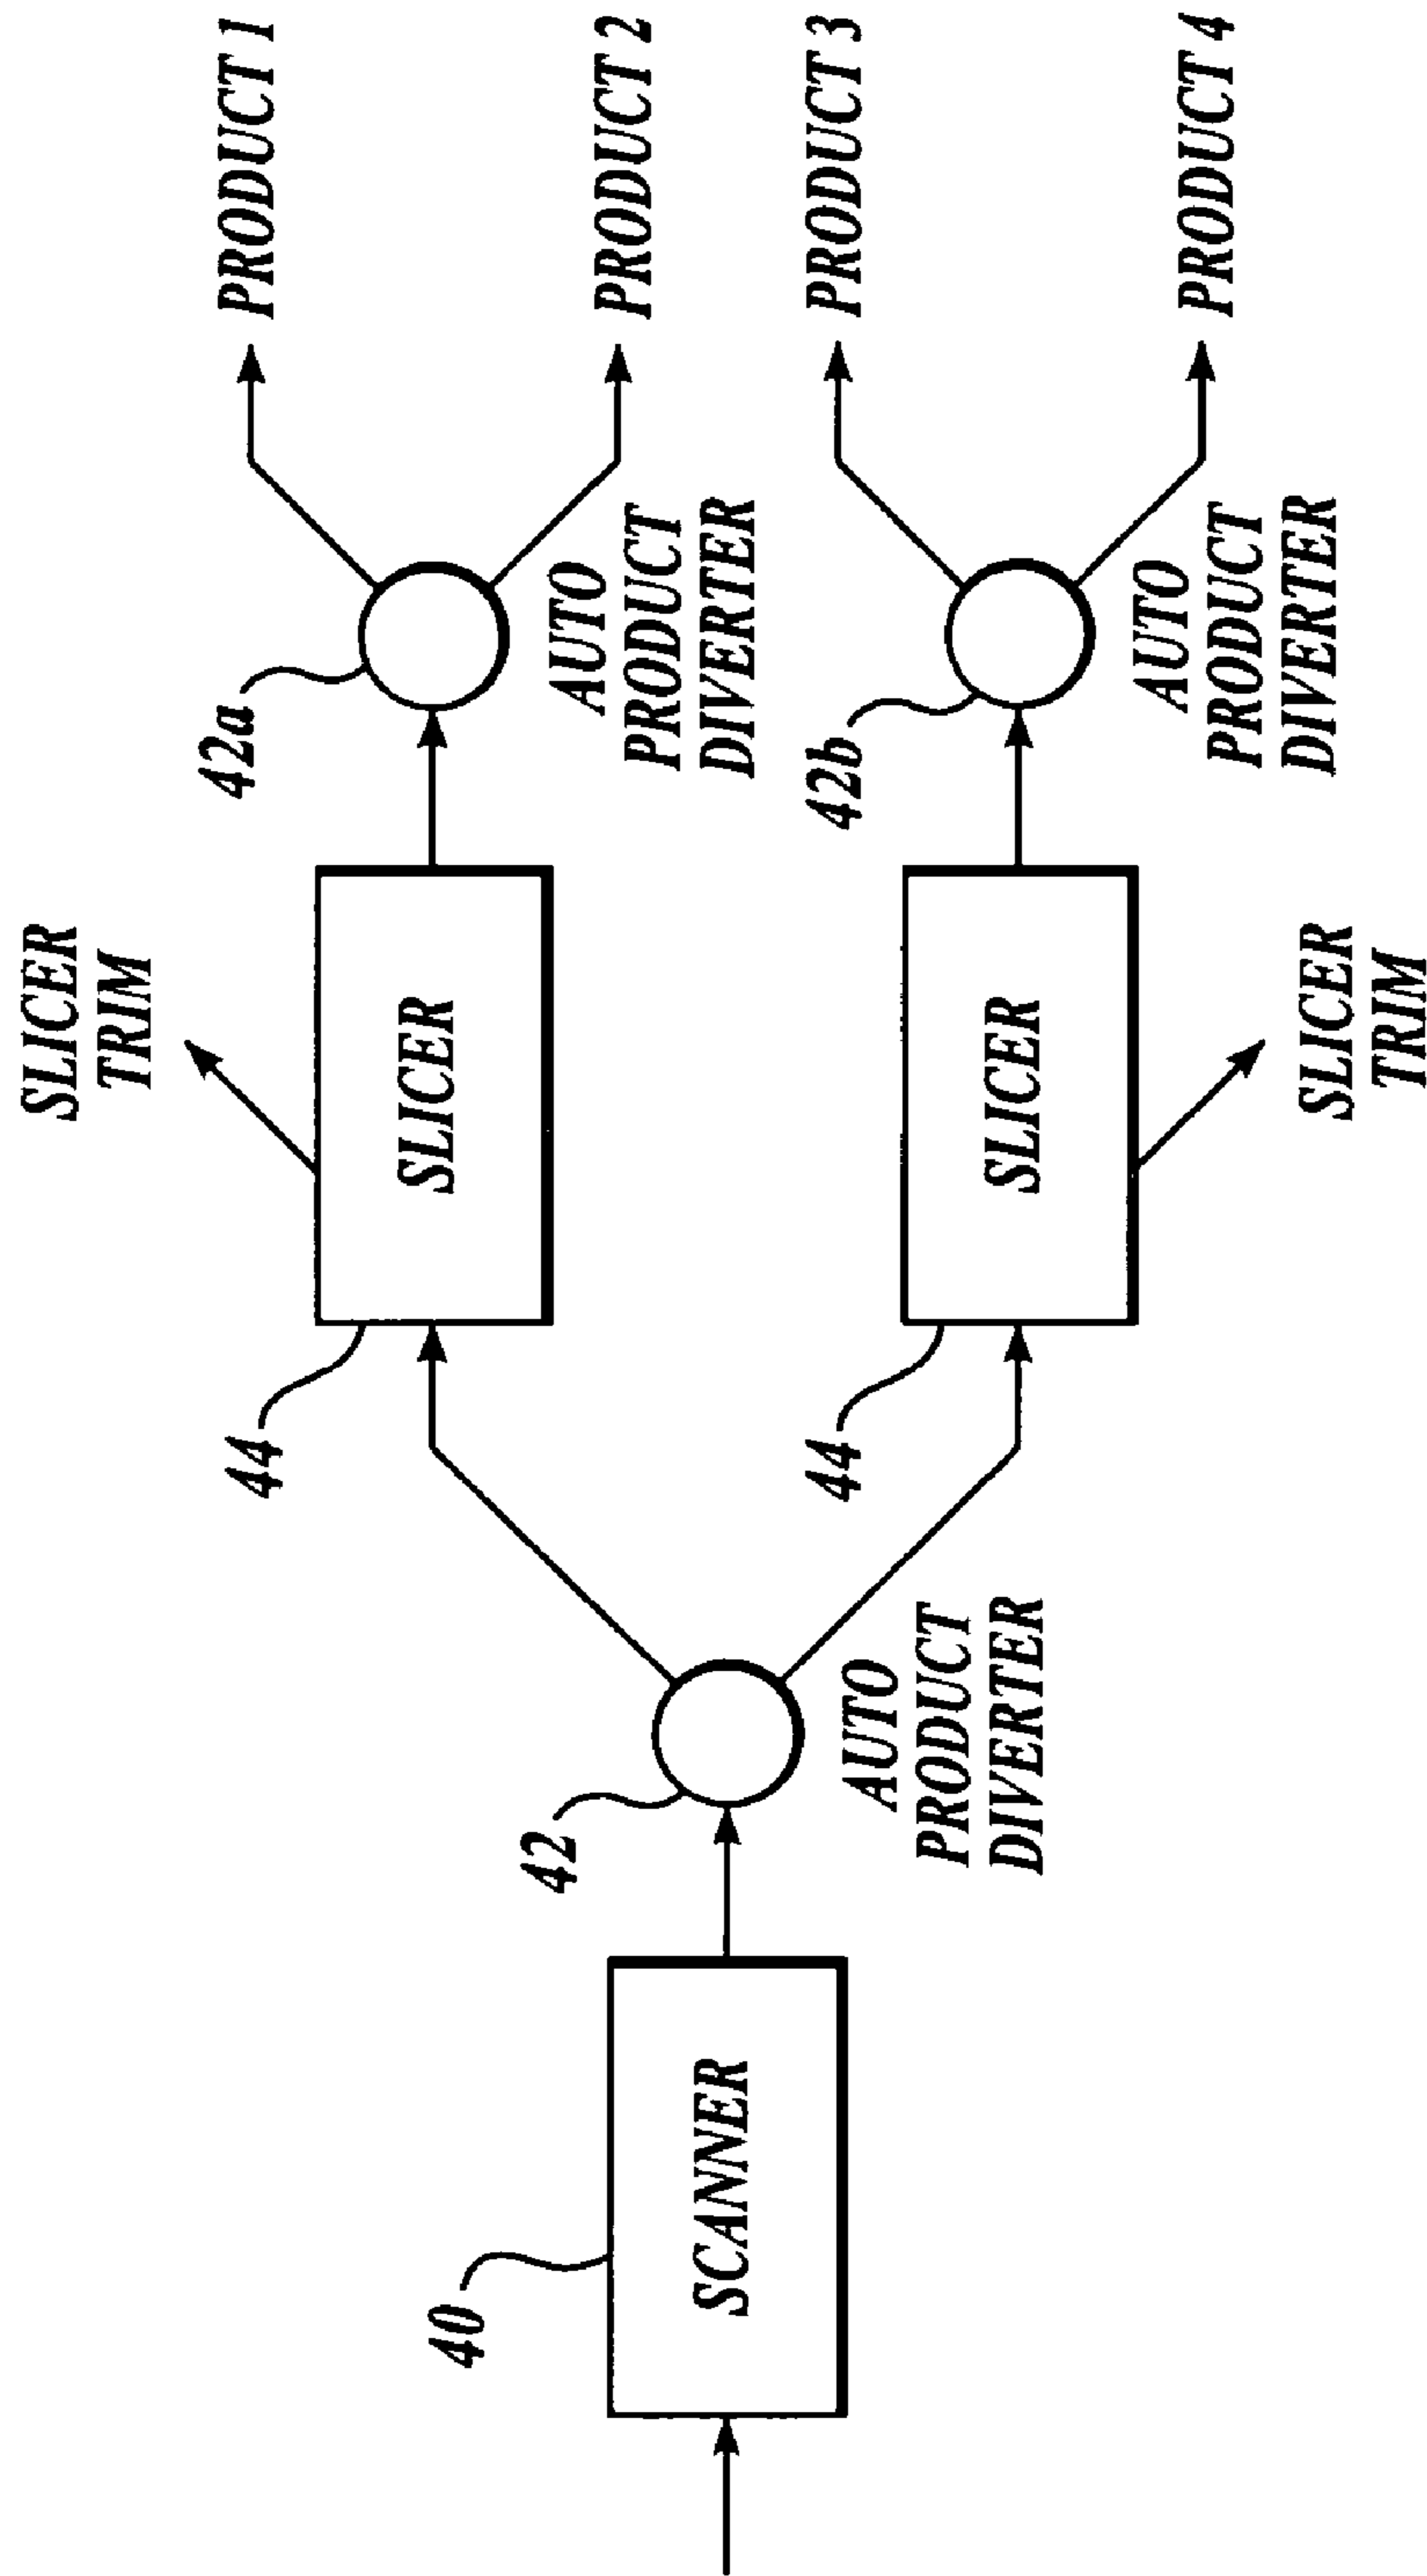 40
SCANNER
42
AUTO
PRODUCT
DIVERTER
44
SLICER
SLICER
TRIM
42a
AUTO
PRODUCT
DIVERTER
PRODUCT 1
PRODUCT 2
44
SLICER
SLICER
TRIM
42b
AUTO
PRODUCT
DIVERTER
PRODUCT 3
PRODUCT 4